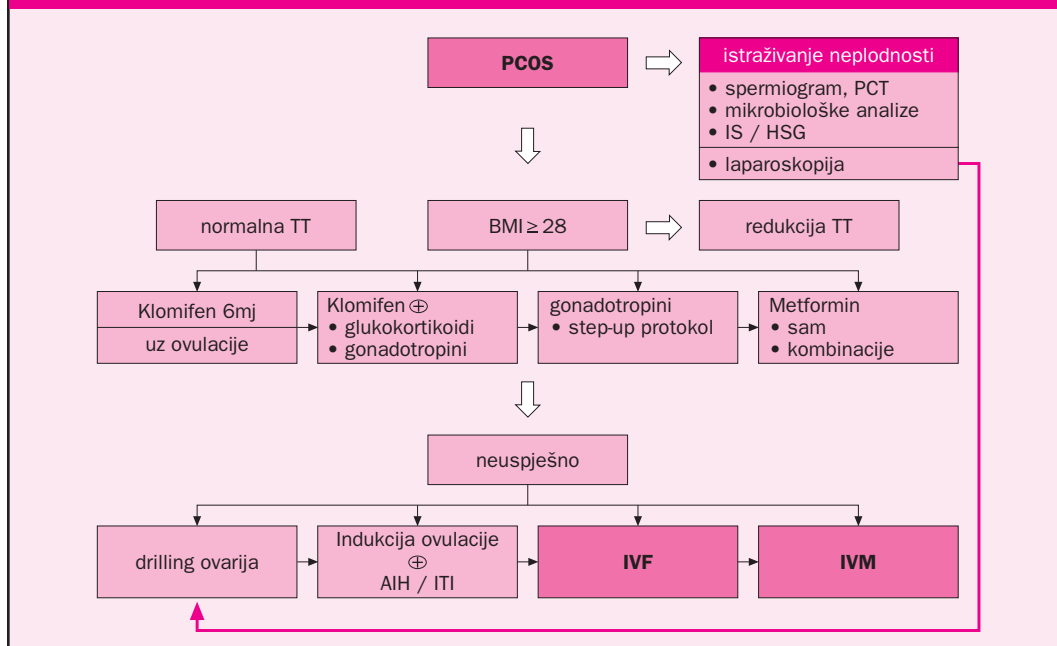 PCOS
istraživanje neplodnosti
• spermiogram, PCT
• mikrobiološke analize
• IS / HSG
• laparoskopija
normalna TT
BMI ≥ 28
redukcija TT
Klomifen 6mj
uz ovulacije
Klomifen ⊕
• glukokortikoidi
• gonadotropini
gonadotropini
• step-up protokol
Metformin
• sam
• kombinacije
neuspješno
drilling ovarija
Indukcija ovulacije
⊕
AIH / ITI
IVF
IVM